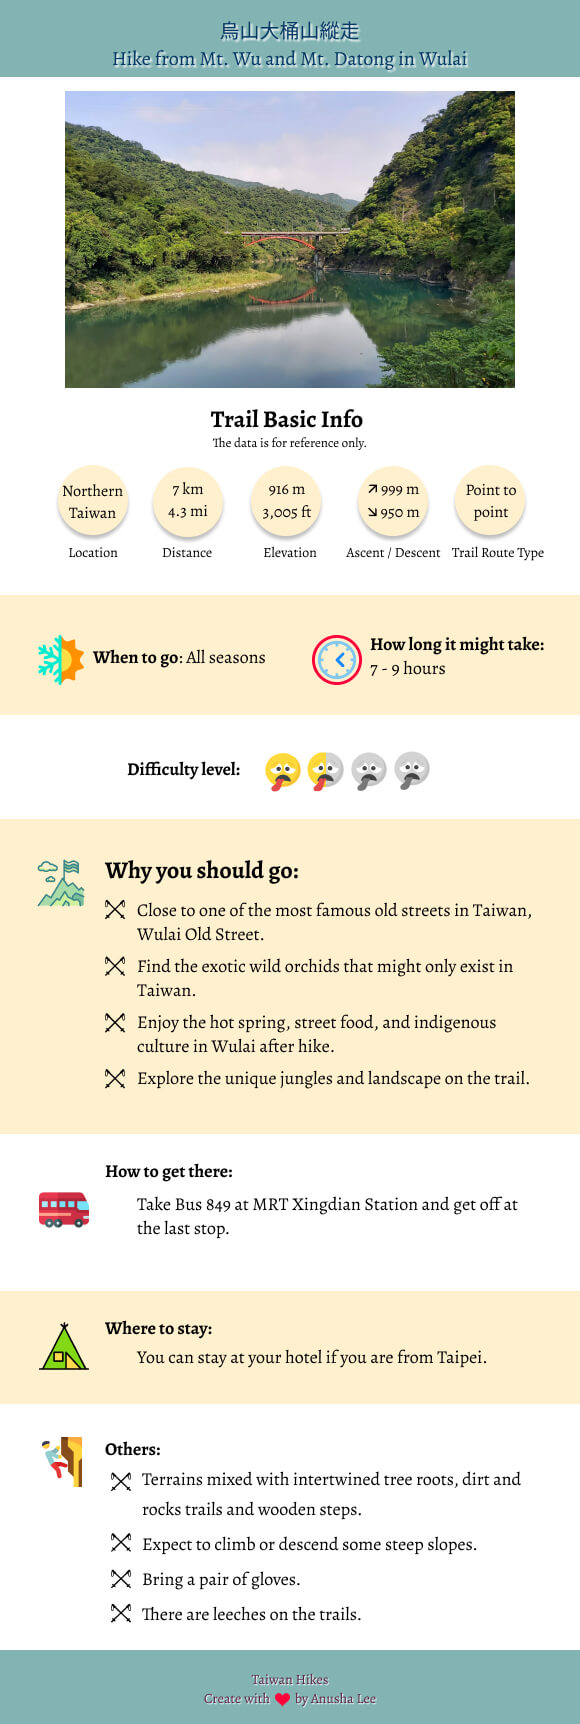 烏山大桶山縱走
Hike from Mt. Wu and Mt. Datong in Wulai
Trail Basic Info
The data is for reference only.
Northern
Taiwan
Location
7 km
4.3 mi
Distance
916 m
3,005 ft
Elevation
↗ 999 m
↘ 950 m
Ascent / Descent
Point to
point
Trail Route Type
When to go: All seasons
How long it might take:
7 - 9 hours
Difficulty level:
Why you should go:
Close to one of the most famous old streets in Taiwan,
Wulai Old Street.
Find the exotic wild orchids that might only exist in
Taiwan.
Enjoy the hot spring, street food, and indigenous
culture in Wulai after hike.
Explore the unique jungles and landscape on the trail.
How to get there:
Take Bus 849 at MRT Xingdian Station and get off at
the last stop.
Where to stay:
You can stay at your hotel if you are from Taipei.
Others:
Terrains mixed with intertwined tree roots, dirt and
rocks trails and wooden steps.
Expect to climb or descend some steep slopes.
Bring a pair of gloves.
There are leeches on the trails.
Taiwan Hikes
Create with ❤ by Anusha Lee